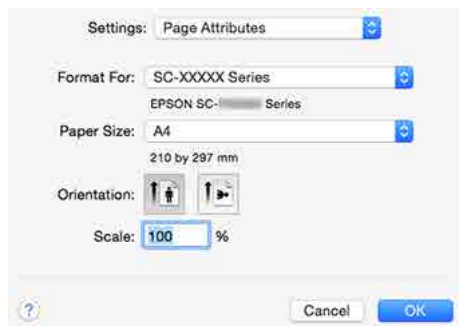 Settings: Page Attributes
Format For: SC-XXXXX Series
EPSON SC- Series
Paper Size: A4
210 by 297 mm
Orientation:
Scale: 100 %
? Cancel OK